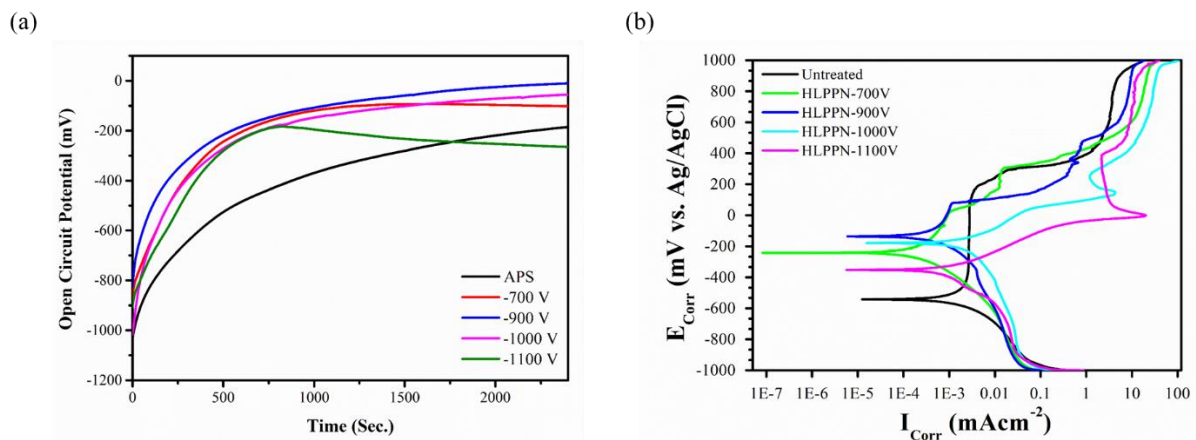 (a)
(b)
Open Circuit Potential (mV)
0
-200
-400
-600
-800
-1000
-1200
0
500
1000
1500
2000
Time (Sec.)
APS
-700 V
-900 V
-1000 V
-1100 V
E_Corr (mV vs. Ag/AgCl)
1000
800
600
400
200
0
-200
-400
-600
-800
-1000
1E-7
1E-6
1E-5
1E-4
1E-3
0.01
0.1
1
10
100
I_Corr (mAcm⁻²)
Untreated
HLPPN-700V
HLPPN-900V
HLPPN-1000V
HLPPN-1100V